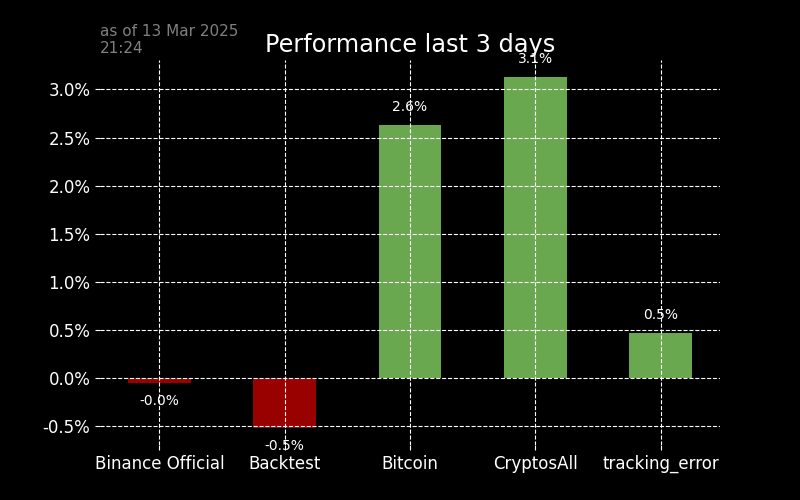 as of 13 Mar 2025
21:24
Performance last 3 days
3.0%
2.5%
2.0%
1.5%
1.0%
0.5%
0.0%
-0.5%
-0.0%
-0.5%
2.6%
3.1%
0.5%
Binance Official
Backtest
Bitcoin
CryptosAll
tracking_error